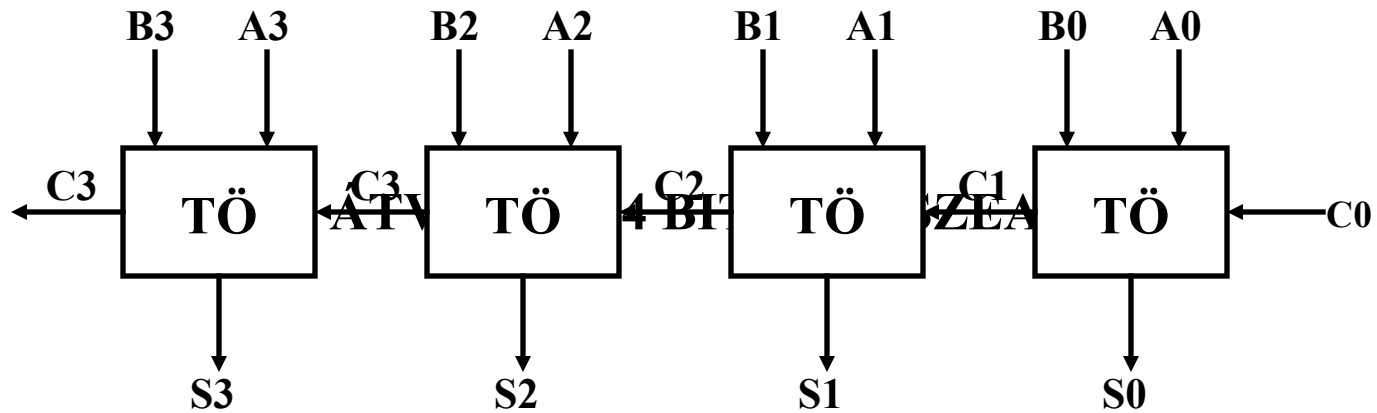 B3 A3 B2 A2 B1 A1 B0 A0
C3 C3 C2 C1
TÖ TÖ 4 TÖ TÖ C0
S3 S2 S1 S0